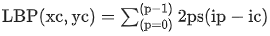 LBP(xc, yc) = ∑_{(p=0)}^{(p−1)} 2ps(ip − ic)